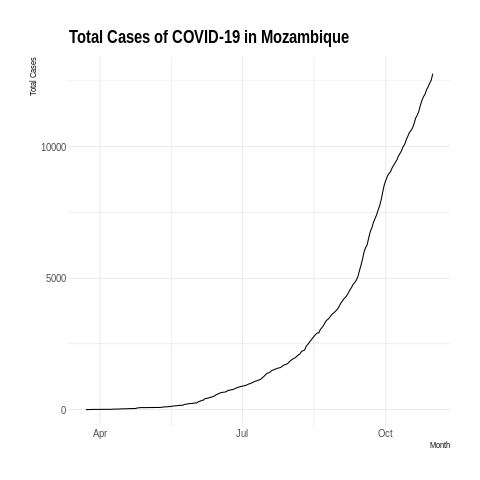 Total Cases of COVID-19 in Mozambique
Total Cases
10000
5000
0
Apr
Jul
Oct
Month